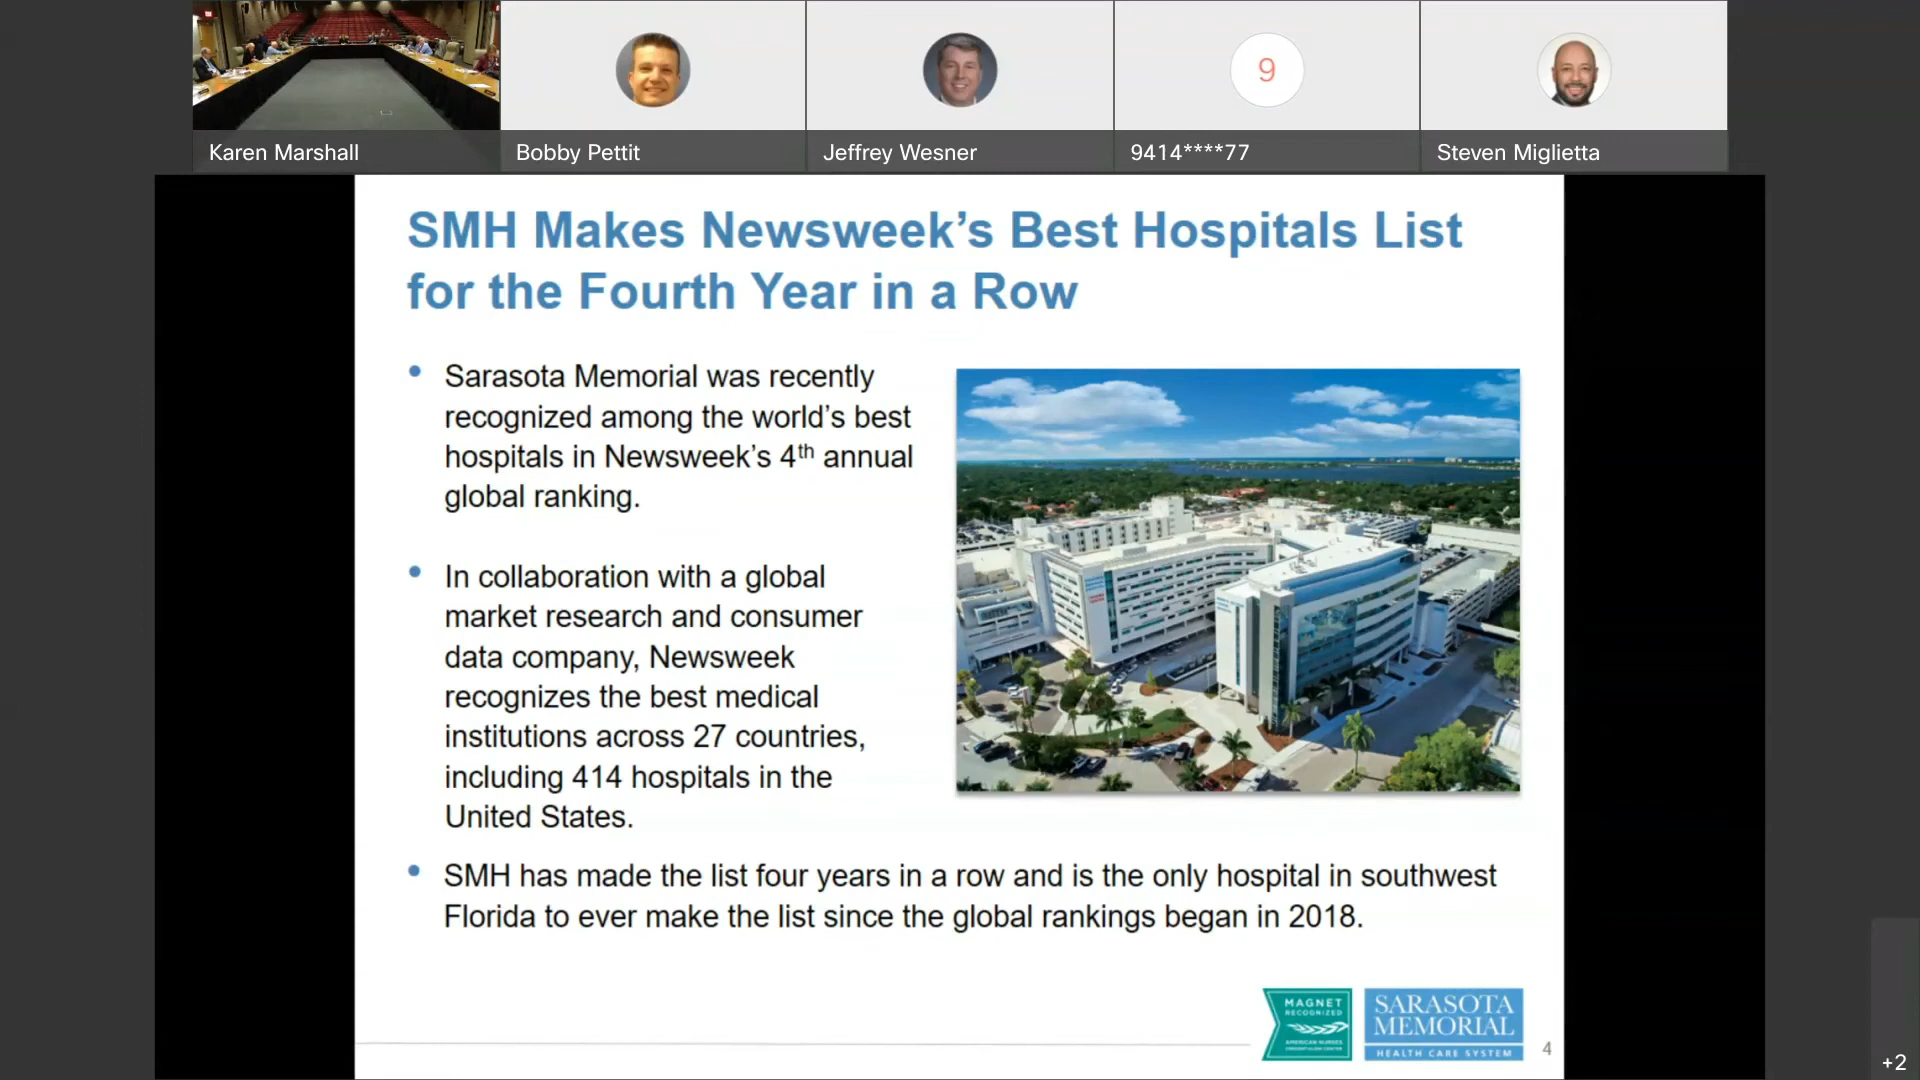 Karen Marshall
Bobby Pettit
Jeffrey Wesner
9
9414****77
Steven Miglietta
SMH Makes Newsweek’s Best Hospitals List
for the Fourth Year in a Row
• Sarasota Memorial was recently
recognized among the world’s best
hospitals in Newsweek’s 4th annual
global ranking.
• In collaboration with a global
market research and consumer
data company, Newsweek
recognizes the best medical
institutions across 27 countries,
including 414 hospitals in the
United States.
• SMH has made the list four years in a row and is the only hospital in southwest
Florida to ever make the list since the global rankings began in 2018.
MAGNET
RECOGNIZED
AMERICAN NURSES
CREDENTIALING CENTER
SARASOTA
MEMORIAL
HEALTH CARE SYSTEM
4
+2